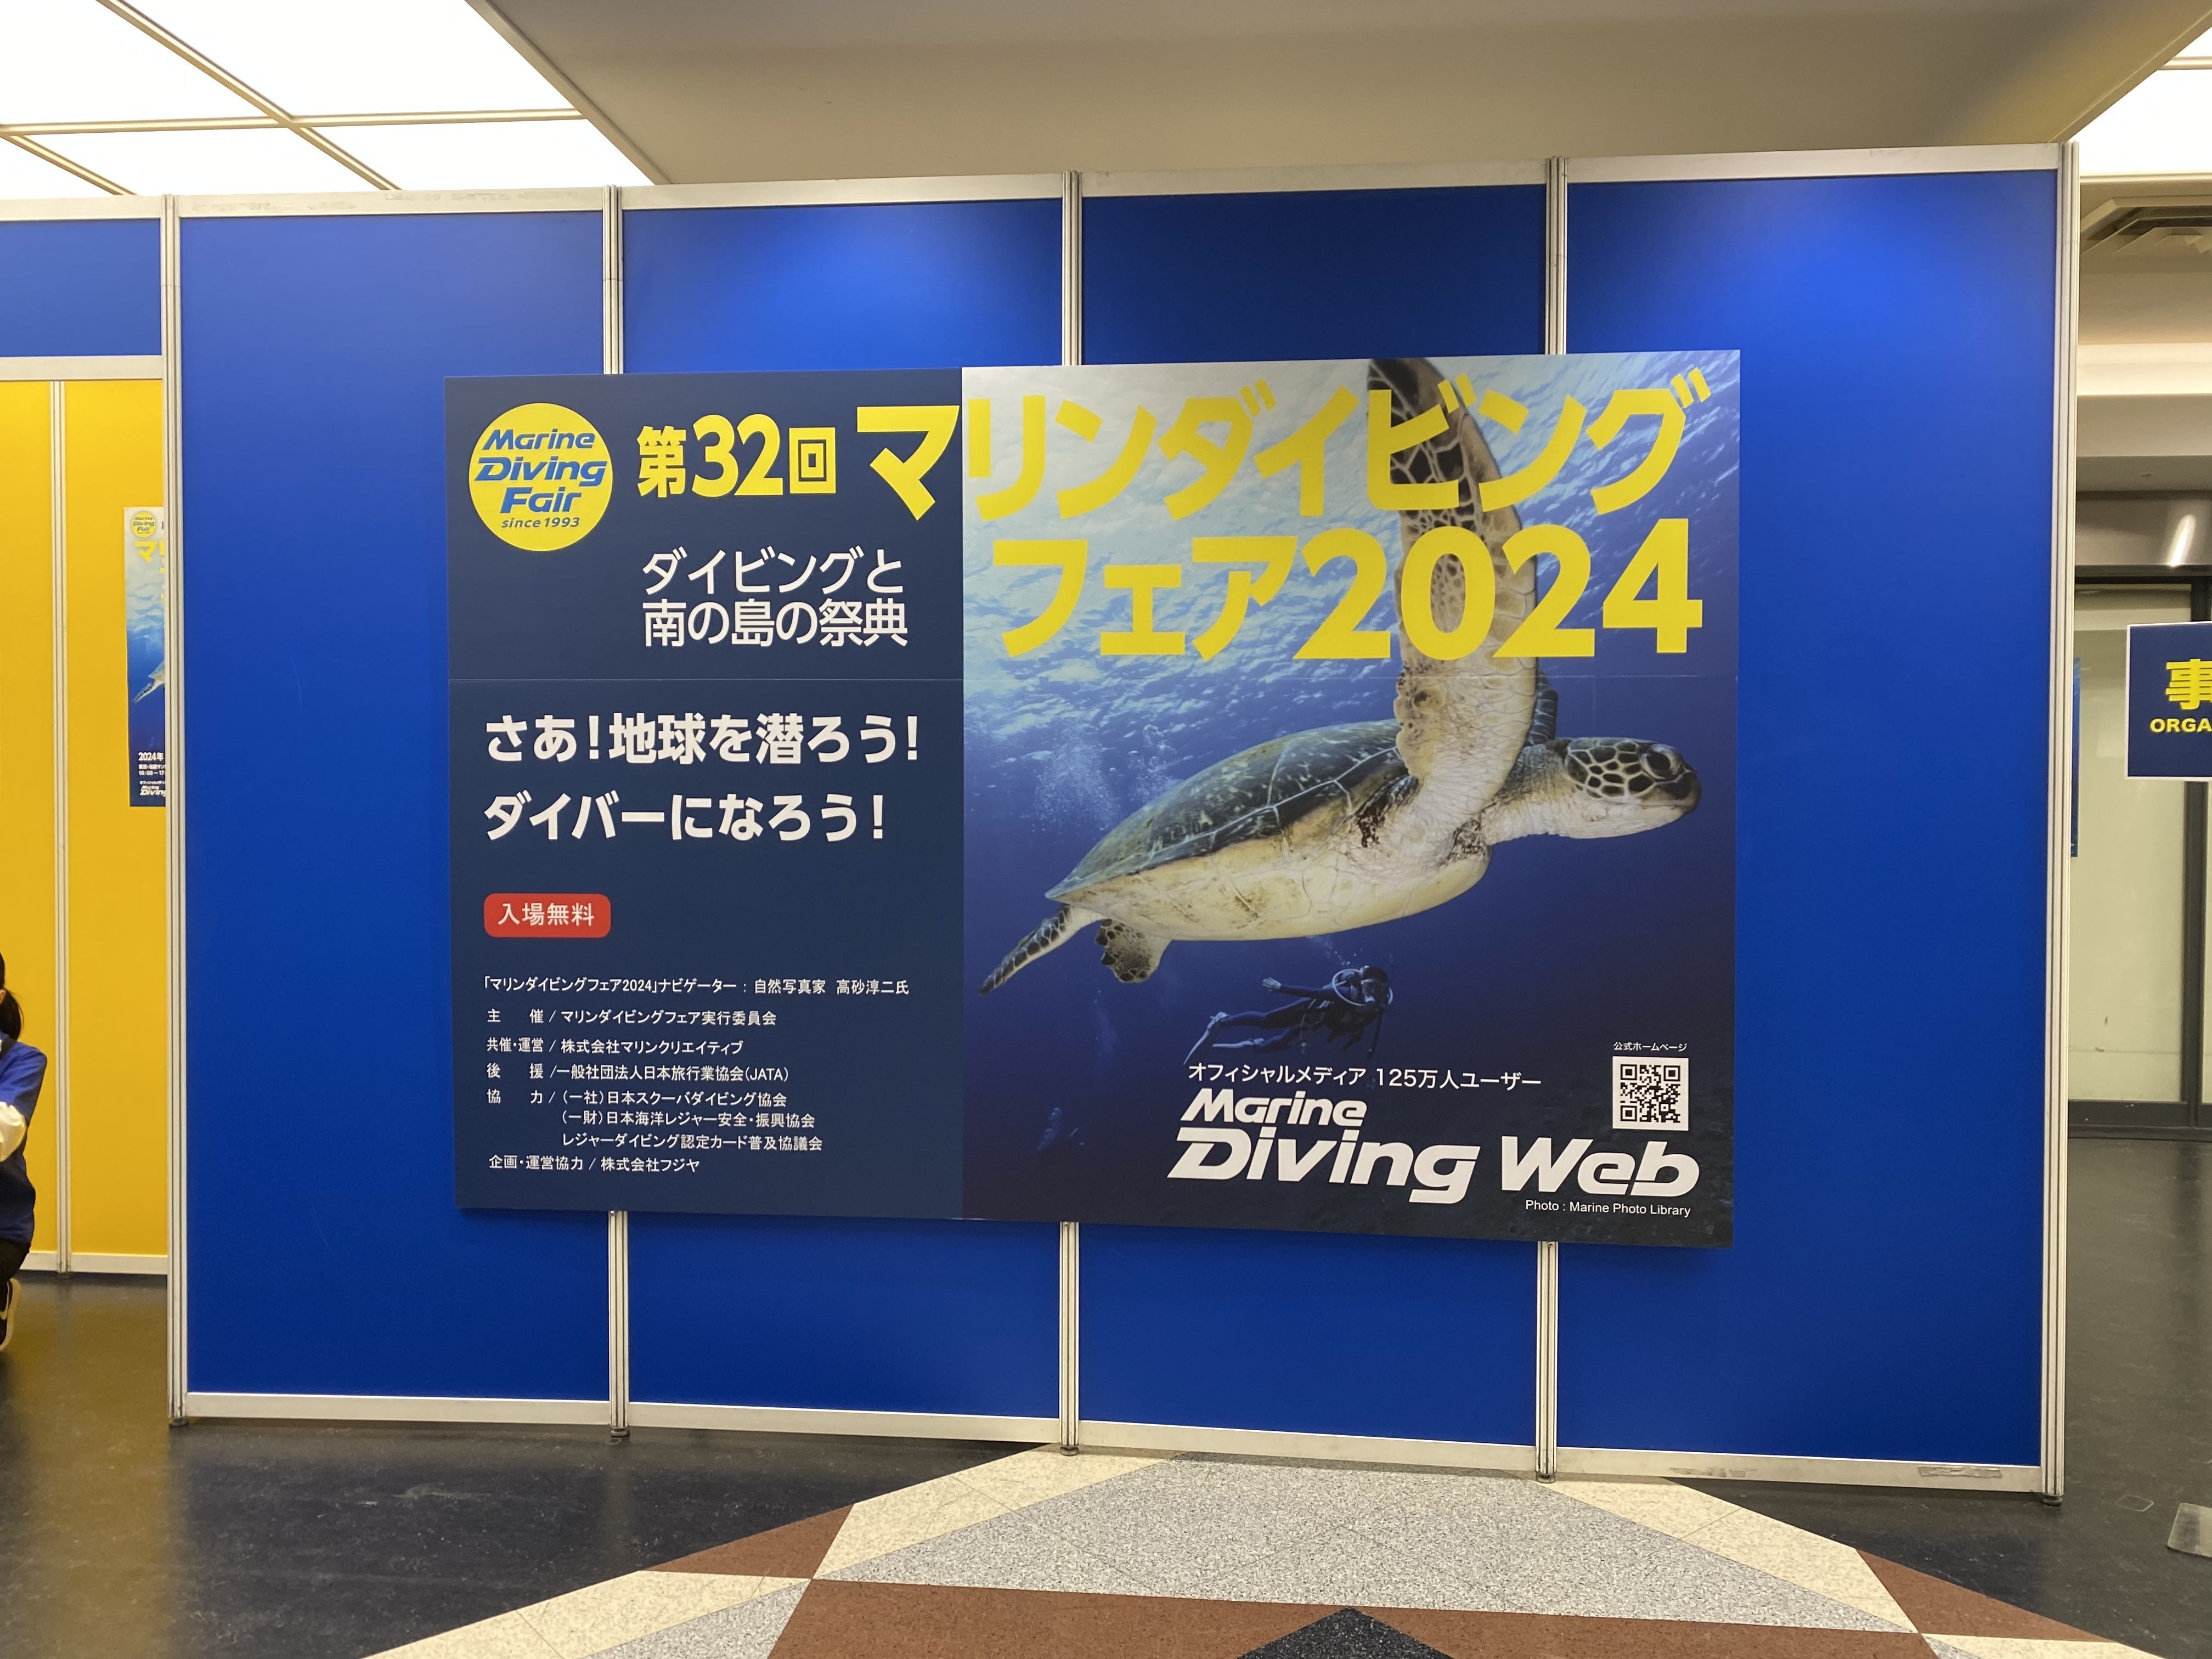 Marine
Diving
Fair
since 1993
第32回 マリンダイビング
フェア2024
ダイビングと
南の島の祭典
さあ!地球を潜ろう!
ダイバーになろう!
入場無料
「マリンダイビングフェア2024」ナビゲーター : 自然写真家 高砂淳二氏
主 催 / マリンダイビングフェア実行委員会
共催・運営 / 株式会社マリンクリエイティブ
後 援 /一般社団法人日本旅行業協会(JATA)
協 力 / (一社)日本スクーバダイビング協会
(一財)日本海洋レジャー安全・振興協会
レジャーダイビング認定カード普及協議会
企画・運営協力 / 株式会社フジヤ
公式ホームページ
オフィシャルメディア 125万人ユーザー
Marine
Diving Web
Photo : Marine Photo Library
Marine
Diving
Fair
マ
2024年
Diving
事
ORGA